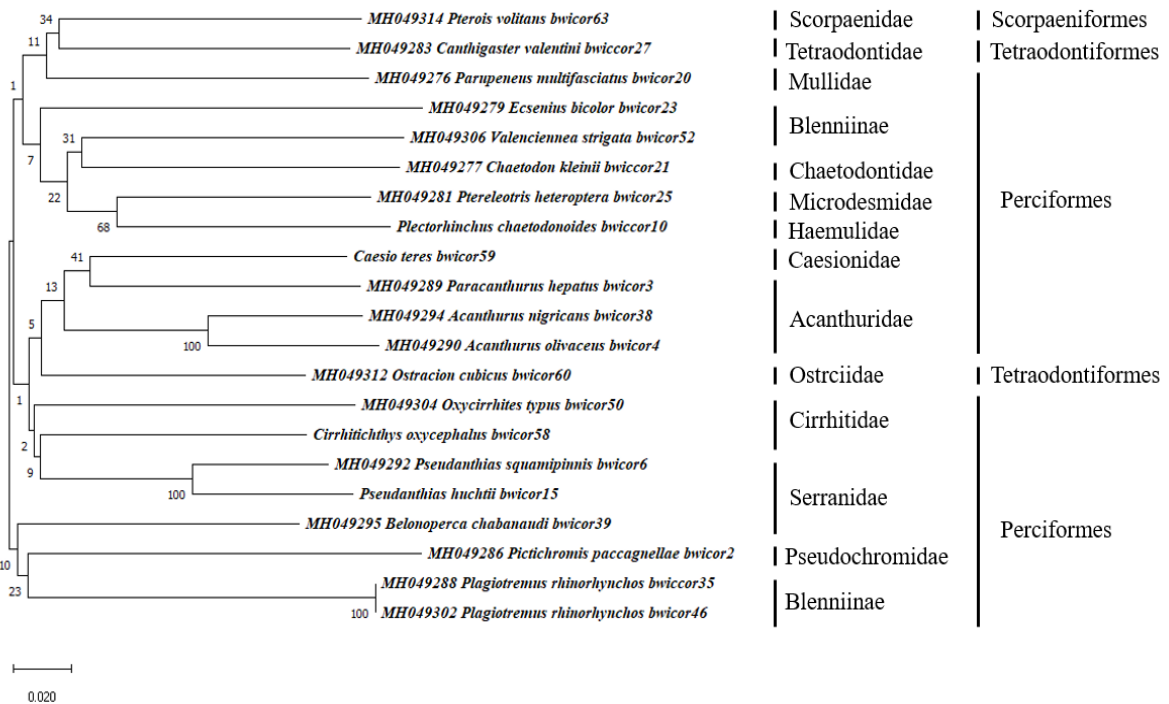 34 MH049314 Pterois volitans bwicor63 Scorpaenidae Scorpaeniformes
11 MH049283 Canthigaster valentini bwiccor27 Tetraodontidae Tetraodontiformes
1 MH049276 Parupeneus multifasciatus bwicor20 Mullidae
MH049279 Ecsenius bicolor bwicor23
Blenniinae
31 MH049306 Valenciennea strigata bwicor52
7 MH049277 Chaetodon kleinii bwiccor21 Chaetodontidae
22 MH049281 Ptereleotris heteroptera bwicor25 Microdesmidae Perciformes
68 Plectorhinchus chaetodonoides bwiccor10 Haemulidae
41 Caesio teres bwicor59 Caesionidae
13 MH049289 Paracanthurus hepatus bwicor3
5 MH049294 Acanthurus nigricans bwicor38 Acanthuridae
100 MH049290 Acanthurus olivaceus bwicor4
MH049312 Ostracion cubicus bwicor60 Ostrciidae Tetraodontiformes
1 MH049304 Oxycirrhites typus bwicor50
Cirrhitidae
2 Cirrhitichthys oxycephalus bwicor58
9 MH049292 Pseudanthias squamipinnis bwicor6
100 Pseudanthias huchtii bwicor15 Serranidae
MH049295 Belonoperca chabanaudi bwicor39 Perciformes
10 MH049286 Pictichromis paccagnellae bwicor2 Pseudochromidae
23 MH049288 Plagiotremus rhinorhynchos bwiccor35
Blenniinae
100 MH049302 Plagiotremus rhinorhynchos bwicor46
0.020